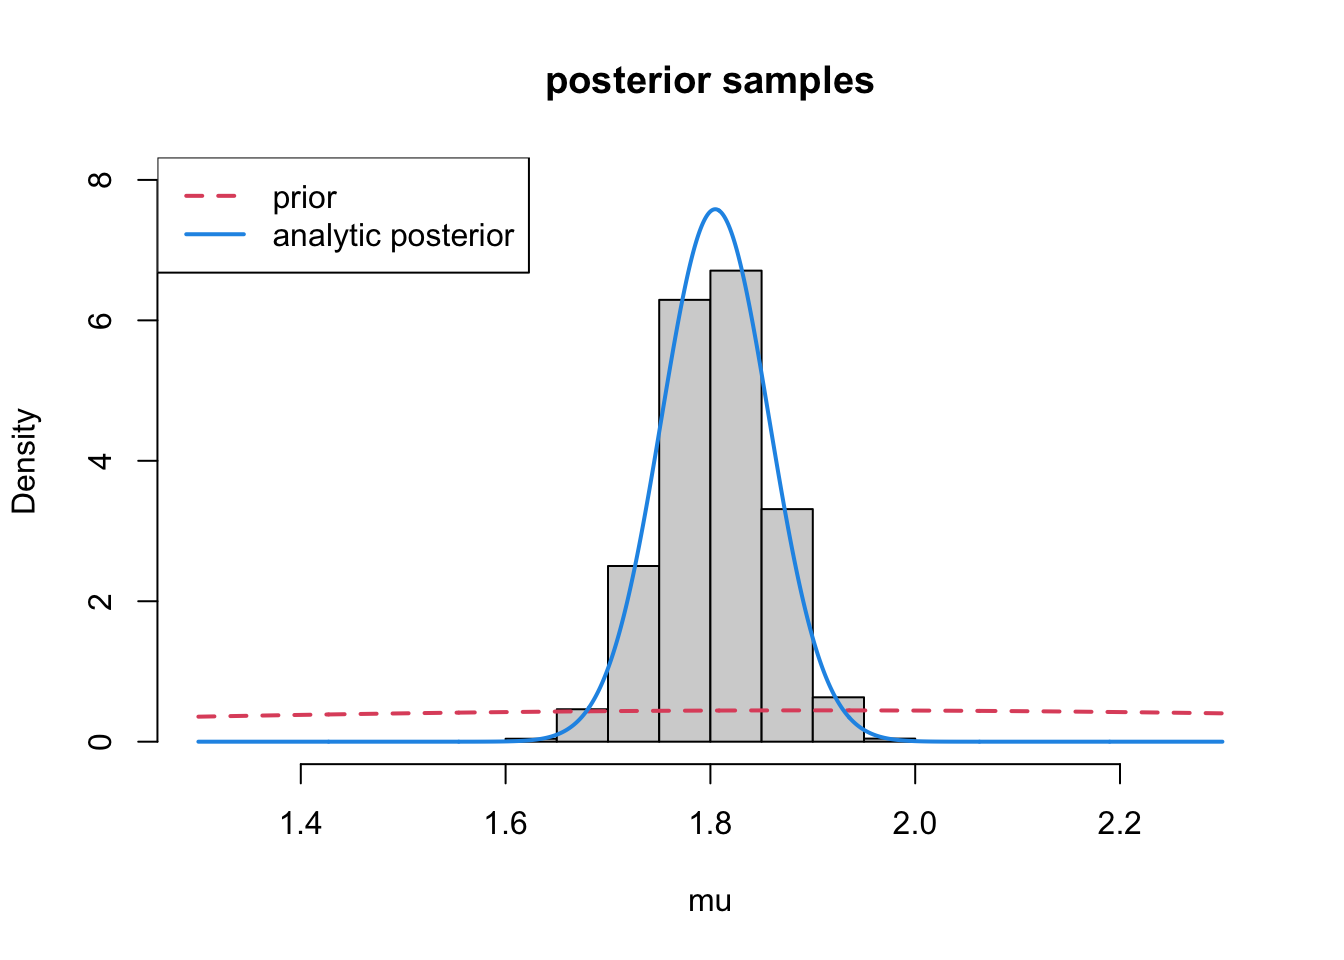 posterior samples
prior
analytic posterior
Density
8
6
4
2
0
1.4 1.6 1.8 2.0 2.2
mu